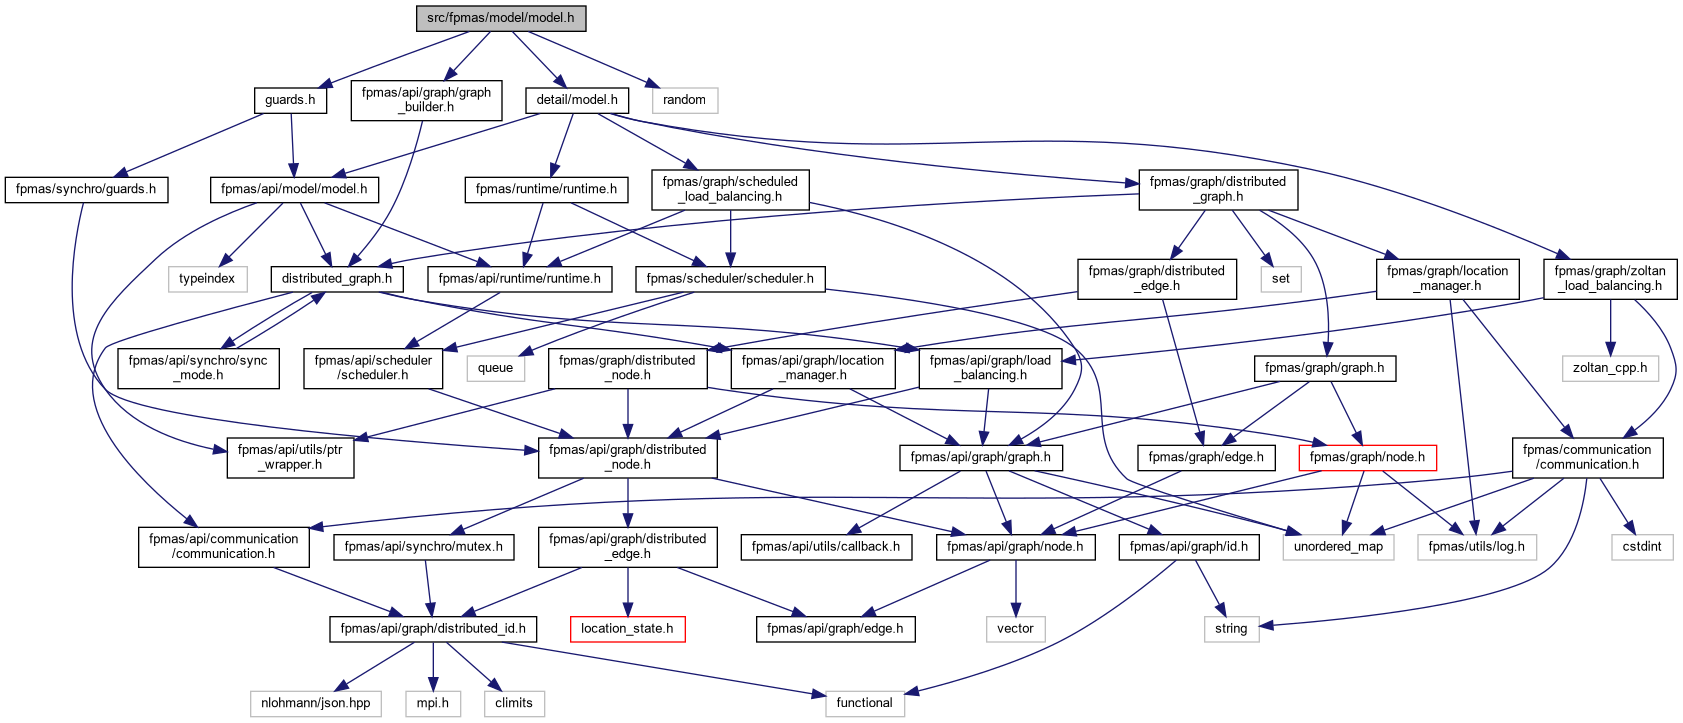 src/fpmas/model/model.h
guards.h
fpmas/api/graph/graph
_builder.h
detail/model.h
random
fpmas/synchro/guards.h
fpmas/api/model/model.h
fpmas/runtime/runtime.h
fpmas/graph/scheduled
_load_balancing.h
fpmas/graph/distributed
_graph.h
typeindex
distributed_graph.h
fpmas/api/runtime/runtime.h
fpmas/scheduler/scheduler.h
fpmas/graph/distributed
_edge.h
set
fpmas/graph/location
_manager.h
fpmas/graph/zoltan
_load_balancing.h
fpmas/api/synchro/sync
_mode.h
fpmas/api/scheduler
/scheduler.h
queue
fpmas/graph/distributed
_node.h
fpmas/api/graph/location
_manager.h
fpmas/api/graph/load
_balancing.h
fpmas/graph/graph.h
zoltan_cpp.h
fpmas/api/utils/ptr
_wrapper.h
fpmas/api/graph/distributed
_node.h
fpmas/api/graph/graph.h
fpmas/graph/edge.h
fpmas/graph/node.h
fpmas/communication
/communication.h
fpmas/api/communication
/communication.h
fpmas/api/synchro/mutex.h
fpmas/api/graph/distributed
_edge.h
fpmas/api/utils/callback.h
fpmas/api/graph/node.h
fpmas/api/graph/id.h
unordered_map
fpmas/utils/log.h
cstdint
fpmas/api/graph/distributed_id.h
location_state.h
fpmas/api/graph/edge.h
vector
string
nlohmann/json.hpp
mpi.h
climits
functional